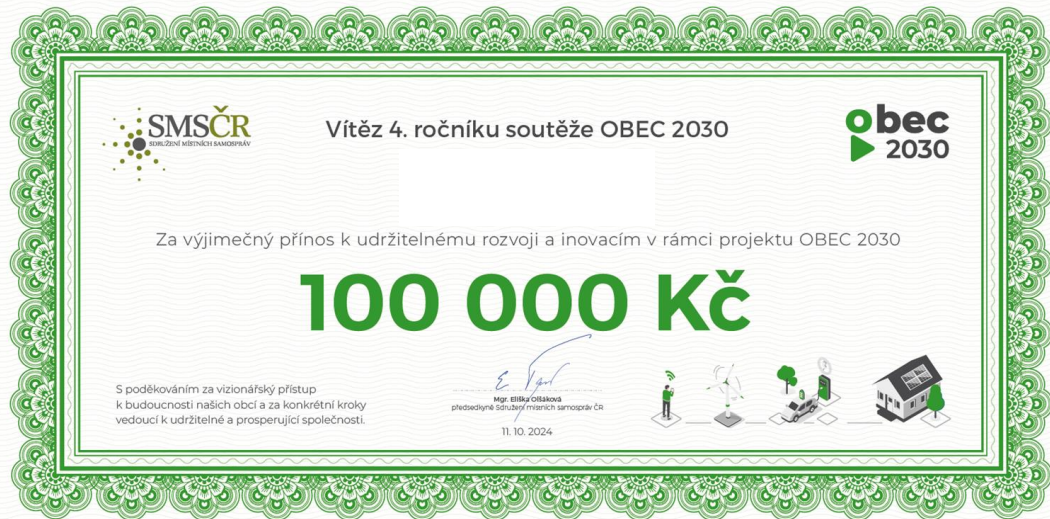 SMSČR
SDRUŽENÍ MÍSTNÍCH SAMOSPRÁV
Vítěz 4. ročníku soutěže OBEC 2030
obec
2030
Za výjimečný přínos k udržitelnému rozvoji a inovacím v rámci projektu OBEC 2030
100 000 Kč
S poděkováním za vizionářský přístup
k budoucnosti našich obcí a za konkrétní kroky
vedoucí k udržitelné a prosperující společnosti.
Mgr. Eliška Olšáková
předsedkyně Sdružení místních samospráv ČR
11. 10. 2024